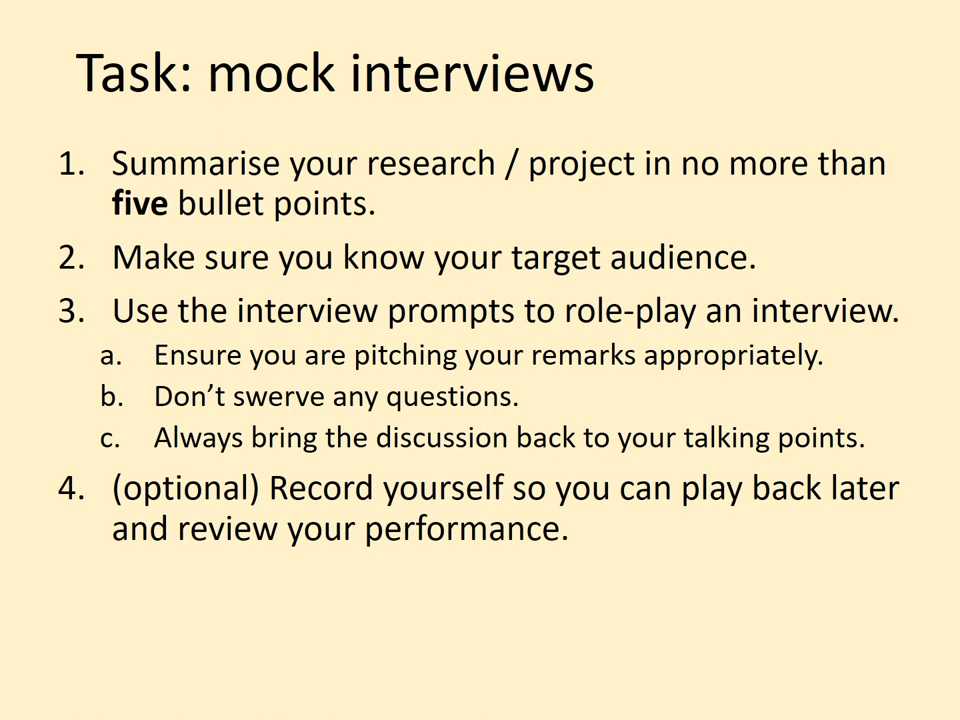 Task: mock interviews
1. Summarise your research / project in no more than
five bullet points.
2. Make sure you know your target audience.
3. Use the interview prompts to role-play an interview.
a. Ensure you are pitching your remarks appropriately.
b. Don’t swerve any questions.
c. Always bring the discussion back to your talking points.
4. (optional) Record yourself so you can play back later
and review your performance.